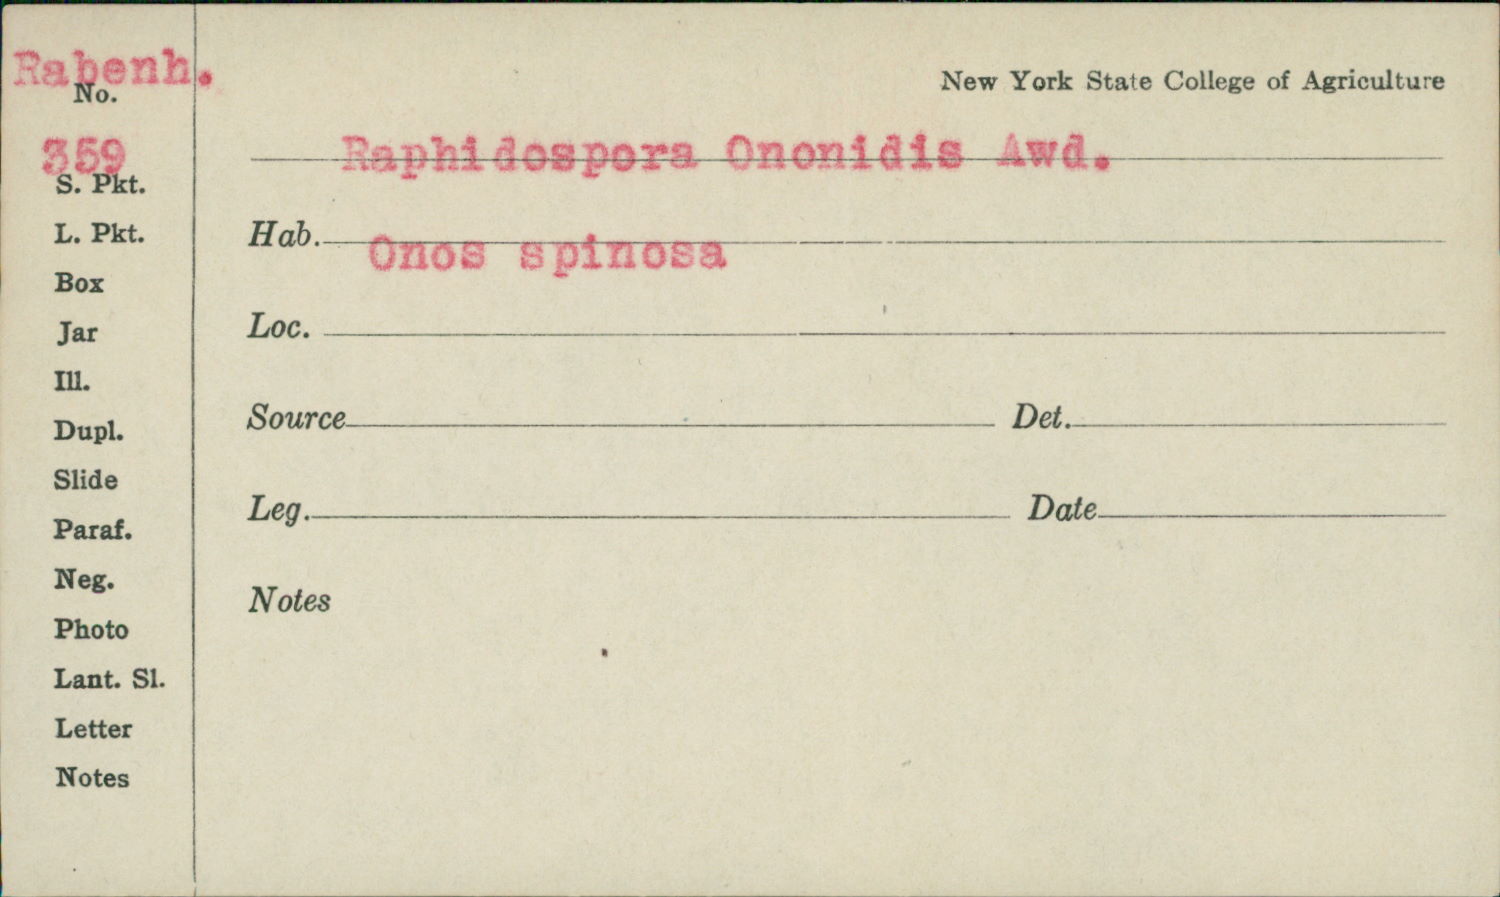 Rabenh.
No.
359
S. Pkt.
L. Pkt.
Box
Jar
Ill.
Dupl.
Slide
Paraf.
Neg.
Photo
Lant. Sl.
Letter
Notes
New York State College of Agriculture
Raphidospora Ononidis Awd.
Hab. Onos spinosa
Loc.
Source Det.
Leg. Date
Notes